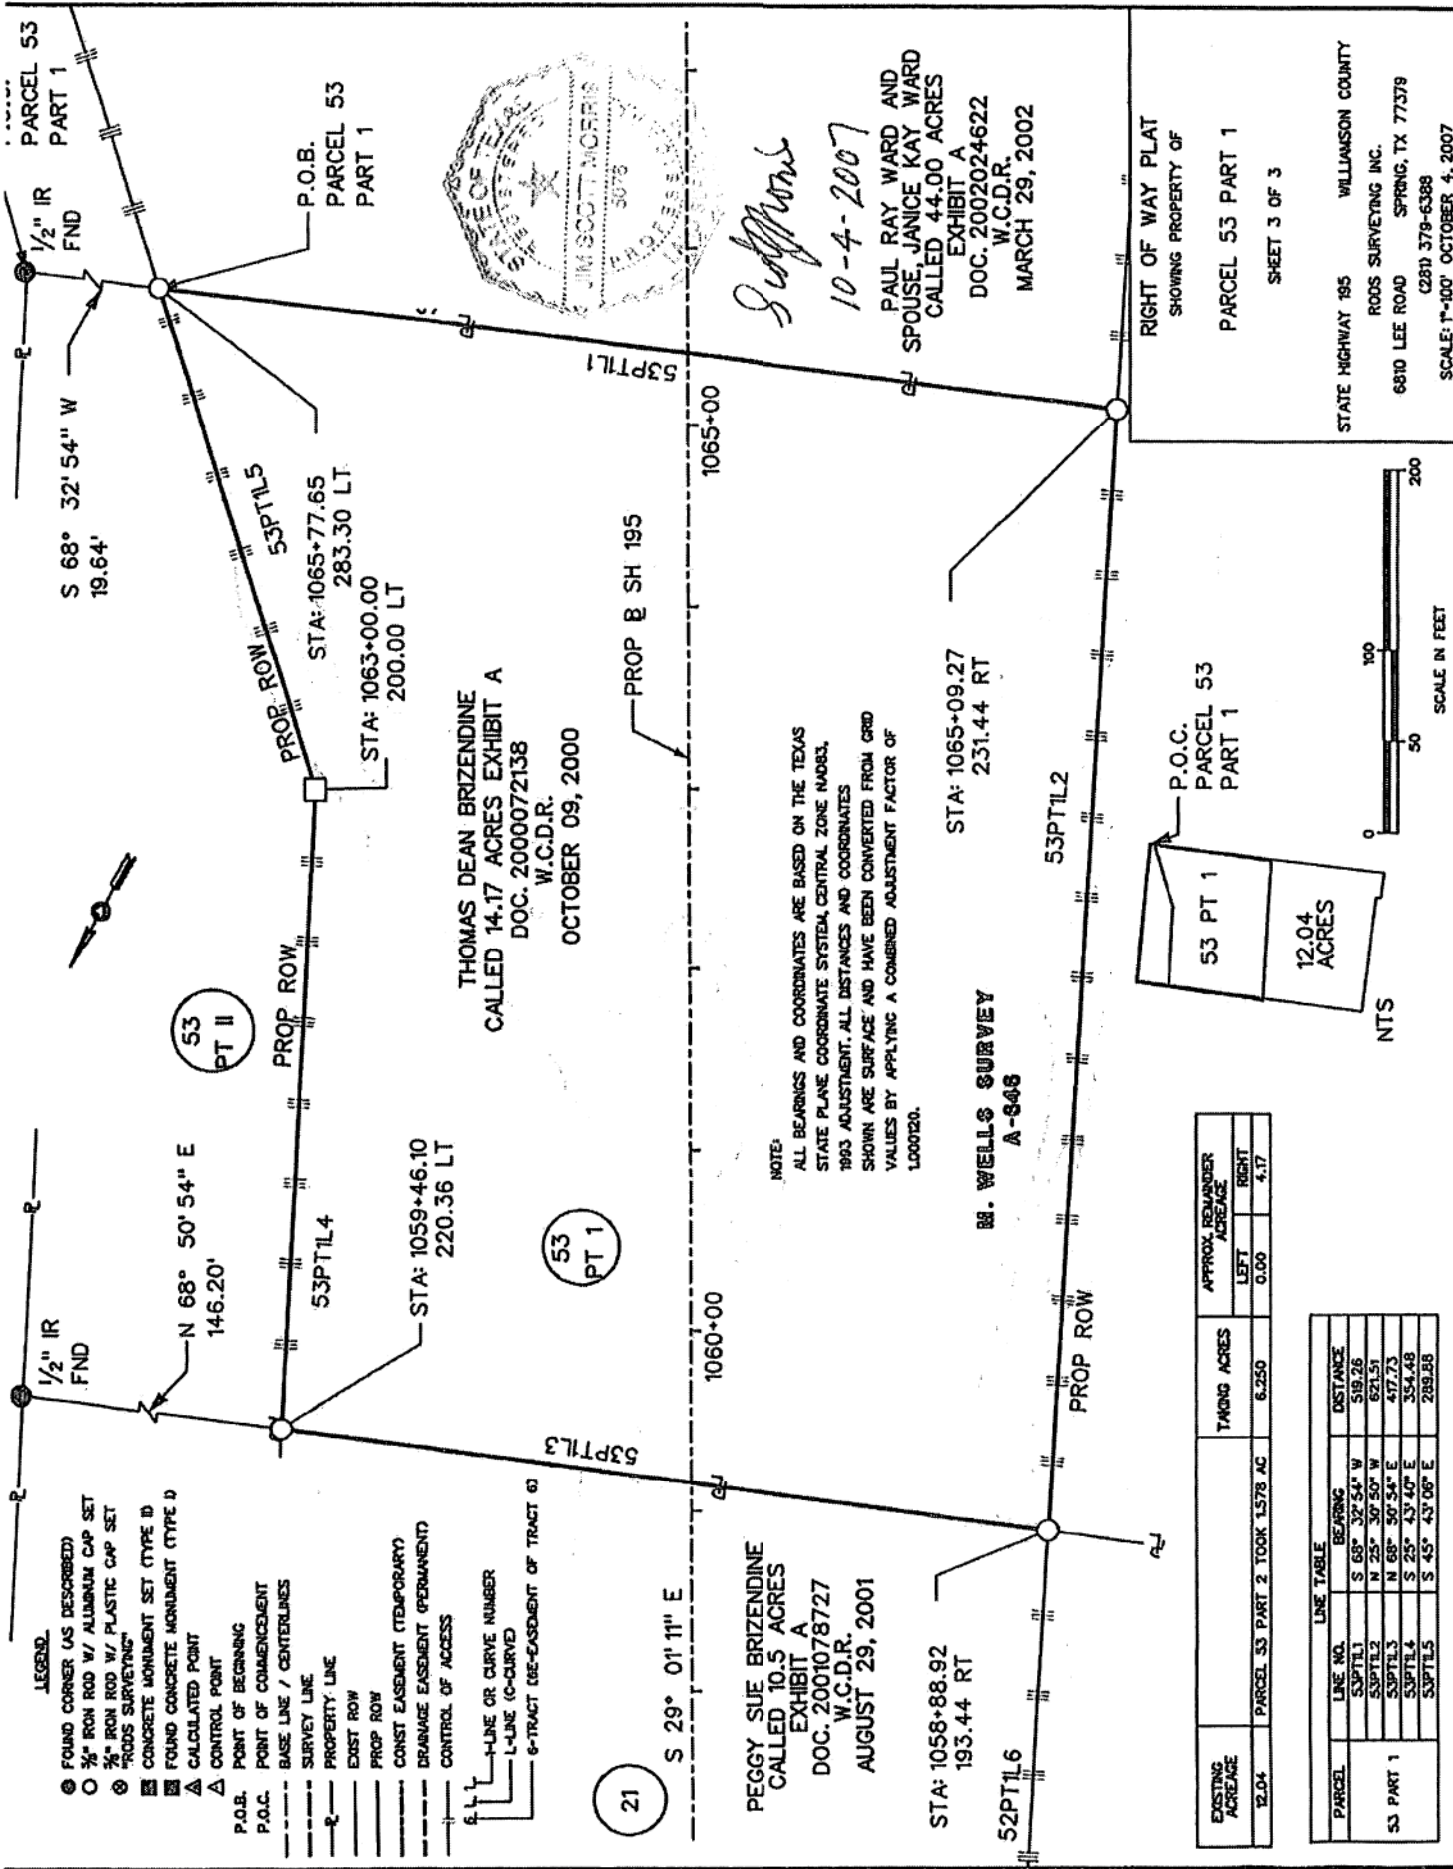 LEGEND
FOUND CORNER (AS DESCRIBED)
5/8" IRON ROD W/ ALUMINUM CAP SET
5/8" IRON ROD W/ PLASTIC CAP SET
"RODS SURVEYING"
CONCRETE MONUMENT SET (TYPE II)
FOUND CONCRETE MONUMENT (TYPE I)
CALCULATED POINT
CONTROL POINT
P.O.B. POINT OF BEGINNING
P.O.C. POINT OF COMMENCEMENT
BASE LINE / CENTERLINES
SURVEY LINE
PROPERTY LINE
EXIST ROW
PROP ROW
CONST EASEMENT (TEMPORARY)
DRAINAGE EASEMENT (PERMANENT)
CONTROL OF ACCESS
6 L 1
1-LINE OR CURVE NUMBER
L-LINE (C-CURVE)
6-TRACT (6E-EASEMENT OF TRACT 6)
1/2" IR
FND
N 68° 50' 54" E
146.20'
53
PT II
PROP ROW
PROP ROW
53PT1L4
STA: 1059+46.10
220.36 LT
53PT1L3
53
PT 1
S 68° 32' 54" W
19.64'
1/2" IR
FND
PARCEL 53
PART 1
P.O.B.
PARCEL 53
PART 1
53PT1L5
STA: 1065+77.65
283.30 LT
STA: 1063+00.00
200.00 LT
THOMAS DEAN BRIZENDINE
CALLED 14.17 ACRES EXHIBIT A
DOC. 2000072138
W.C.D.R.
OCTOBER 09, 2000
STATE OF TEXAS
REGISTERED
JIM SCOTT MORRIS
5076
PROFESSIONAL
10-4-2007
53PT1L1
21
S 29° 01' 11" E
1060+00
1065+00
PROP B SH 195
PAUL RAY WARD AND
SPOUSE, JANICE KAY WARD
CALLED 44.00 ACRES
EXHIBIT A
DOC. 2002024622
W.C.D.R.
MARCH 29, 2002
NOTE:
ALL BEARINGS AND COORDINATES ARE BASED ON THE TEXAS
STATE PLANE COORDINATE SYSTEM, CENTRAL ZONE NAD83,
1993 ADJUSTMENT. ALL DISTANCES AND COORDINATES
SHOWN ARE SURFACE AND HAVE BEEN CONVERTED FROM GRID
VALUES BY APPLYING A COMBINED ADJUSTMENT FACTOR OF
1.000120.
PEGGY SUE BRIZENDINE
CALLED 10.5 ACRES
EXHIBIT A
DOC. 2001078727
W.C.D.R.
AUGUST 29, 2001
STA: 1058+88.92
193.44 RT
52PT1L6
M. WELLS SURVEY
STA: 1065+09.27
231.44 RT
53PT1L2
PROP ROW
P.O.C.
PARCEL 53
PART 1
53 PT 1
12.04
ACRES
NTS
0 50 100 200
SCALE IN FEET
EXISTING ACREAGE TAKING ACRES APPROX. REMAINDER ACREAGE
LEFT RIGHT
12.04 PARCEL 53 PART 2 TOOK 1.578 AC 6.250 0.00 4.17
LINE TABLE
PARCEL LINE NO. BEARING DISTANCE
53 PART 1
53PT1L1 S 68° 32' 54" W 519.26
53PT1L2 N 25° 30' 50" W 621.51
53PT1L3 N 68° 50' 54" E 417.73
53PT1L4 S 25° 43' 40" E 354.48
53PT1L5 S 45° 43' 06" E 289.88
RIGHT OF WAY PLAT
SHOWING PROPERTY OF
PARCEL 53 PART 1
SHEET 3 OF 3
STATE HIGHWAY 195 WILLIAMSON COUNTY
RODS SURVEYING INC.
6810 LEE ROAD SPRING, TX 77379
(281) 379-6388
SCALE: 1"=100' OCTOBER 4, 2007